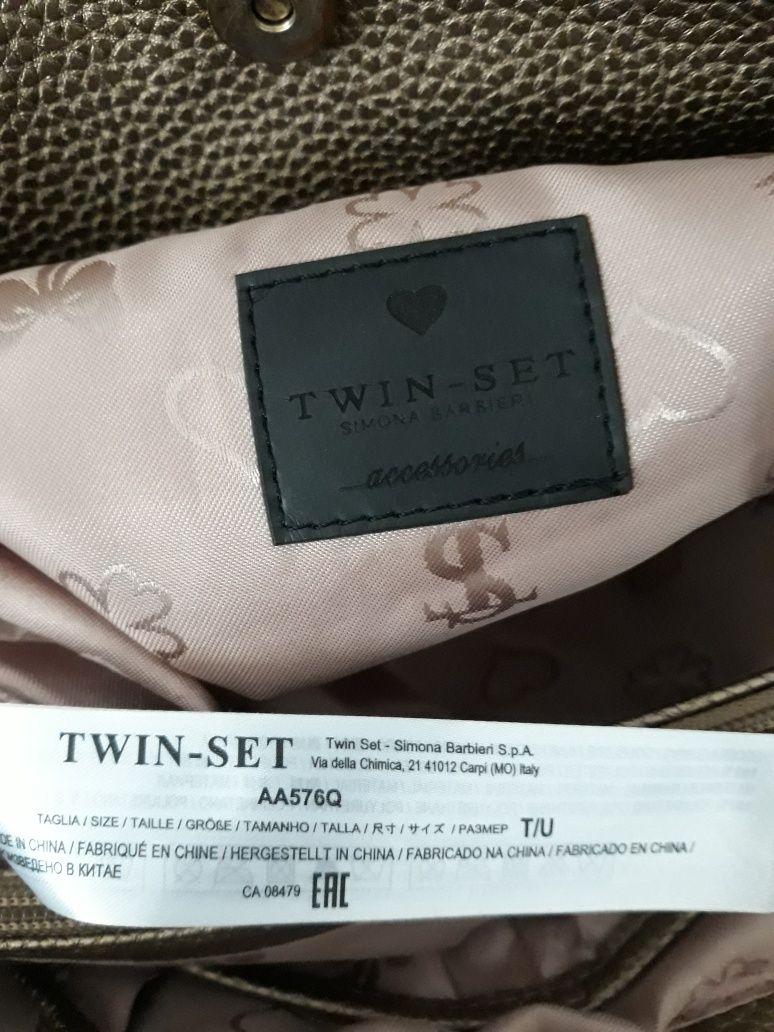 TWIN-SET
SIMONA BARBIERI
accessories
TWIN-SET
Twin Set - Simona Barbieri S.p.A.
Via della Chimica, 21 41012 Carpi (MO) Italy
AA576Q
TAGLIA / SIZE / TAILLE / GRÖßE / TAMANHO / TALLA / 尺寸 / サイズ / РАЗМЕР T/U
IN CHINA / FABRIQUÉ EN CHINE / HERGESTELLT IN CHINA / FABRICADO NA CHINA / FABRICADO EN CHINA /
В КИТАЕ
CA 08479 EAC